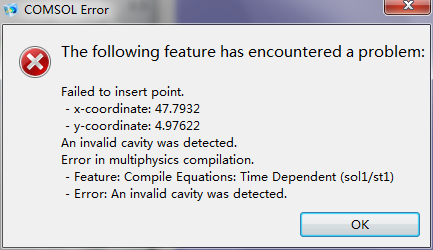 COMSOL Error
The following feature has encountered a problem:
Failed to insert point.
- x-coordinate: 47.7932
- y-coordinate: 4.97622
An invalid cavity was detected.
Error in multiphysics compilation.
- Feature: Compile Equations: Time Dependent (sol1/st1)
- Error: An invalid cavity was detected.
OK